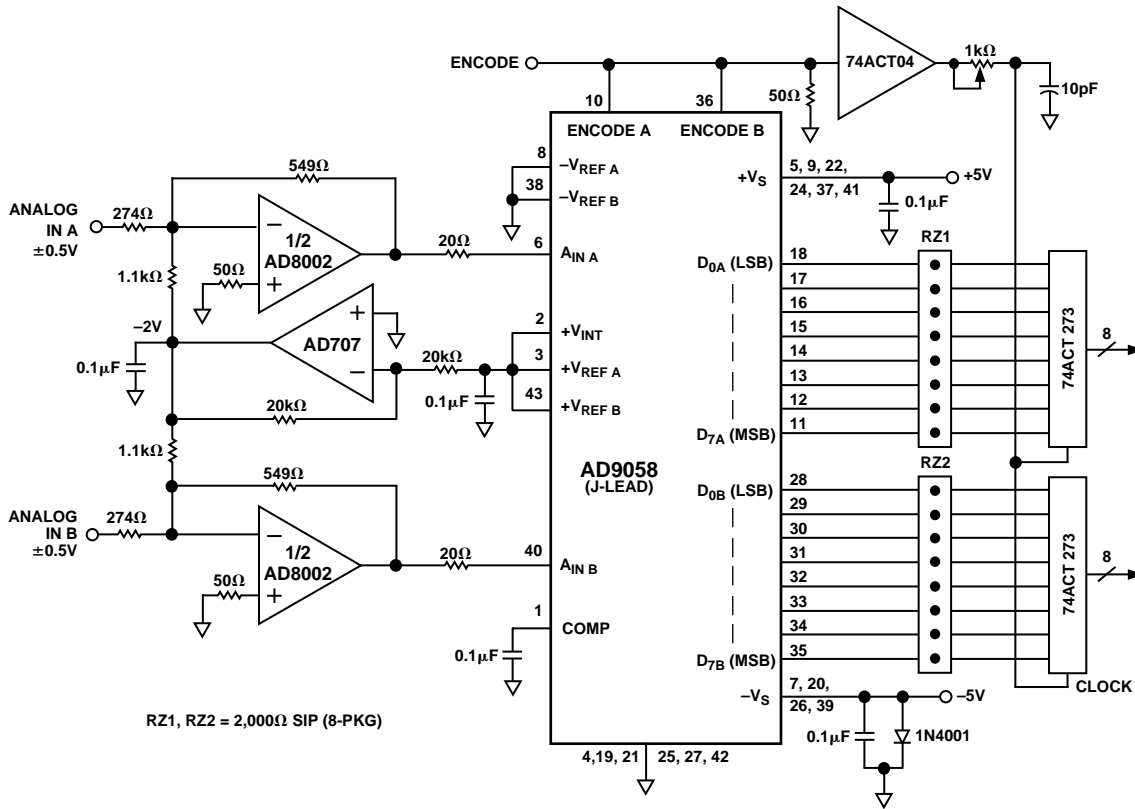 ENCODE
10
36
50Ω
74ACT04
1kΩ
10pF
ENCODE A
ENCODE B
8
–VREF A
38
–VREF B
+VS
5, 9, 22,
24, 37, 41
+5V
0.1µF
ANALOG
IN A
±0.5V
274Ω
549Ω
–
1/2
AD8002
+
50Ω
1.1kΩ
20Ω
6
AIN A
–2V
0.1µF
AD707
+
–
20kΩ
20kΩ
0.1µF
2
+VINT
3
+VREF A
43
+VREF B
1.1kΩ
AD9058
(J-LEAD)
ANALOG
IN B
±0.5V
274Ω
549Ω
–
1/2
AD8002
+
50Ω
20Ω
40
AIN B
1
COMP
0.1µF
RZ1
D0A (LSB)
18
17
16
15
14
13
12
D7A (MSB)
11
74ACT 273
8
RZ2
D0B (LSB)
28
29
30
31
32
33
34
D7B (MSB)
35
74ACT 273
8
CLOCK
–VS
7, 20,
26, 39
–5V
0.1µF
1N4001
4,19, 21
25, 27, 42
RZ1, RZ2 = 2,000Ω SIP (8-PKG)